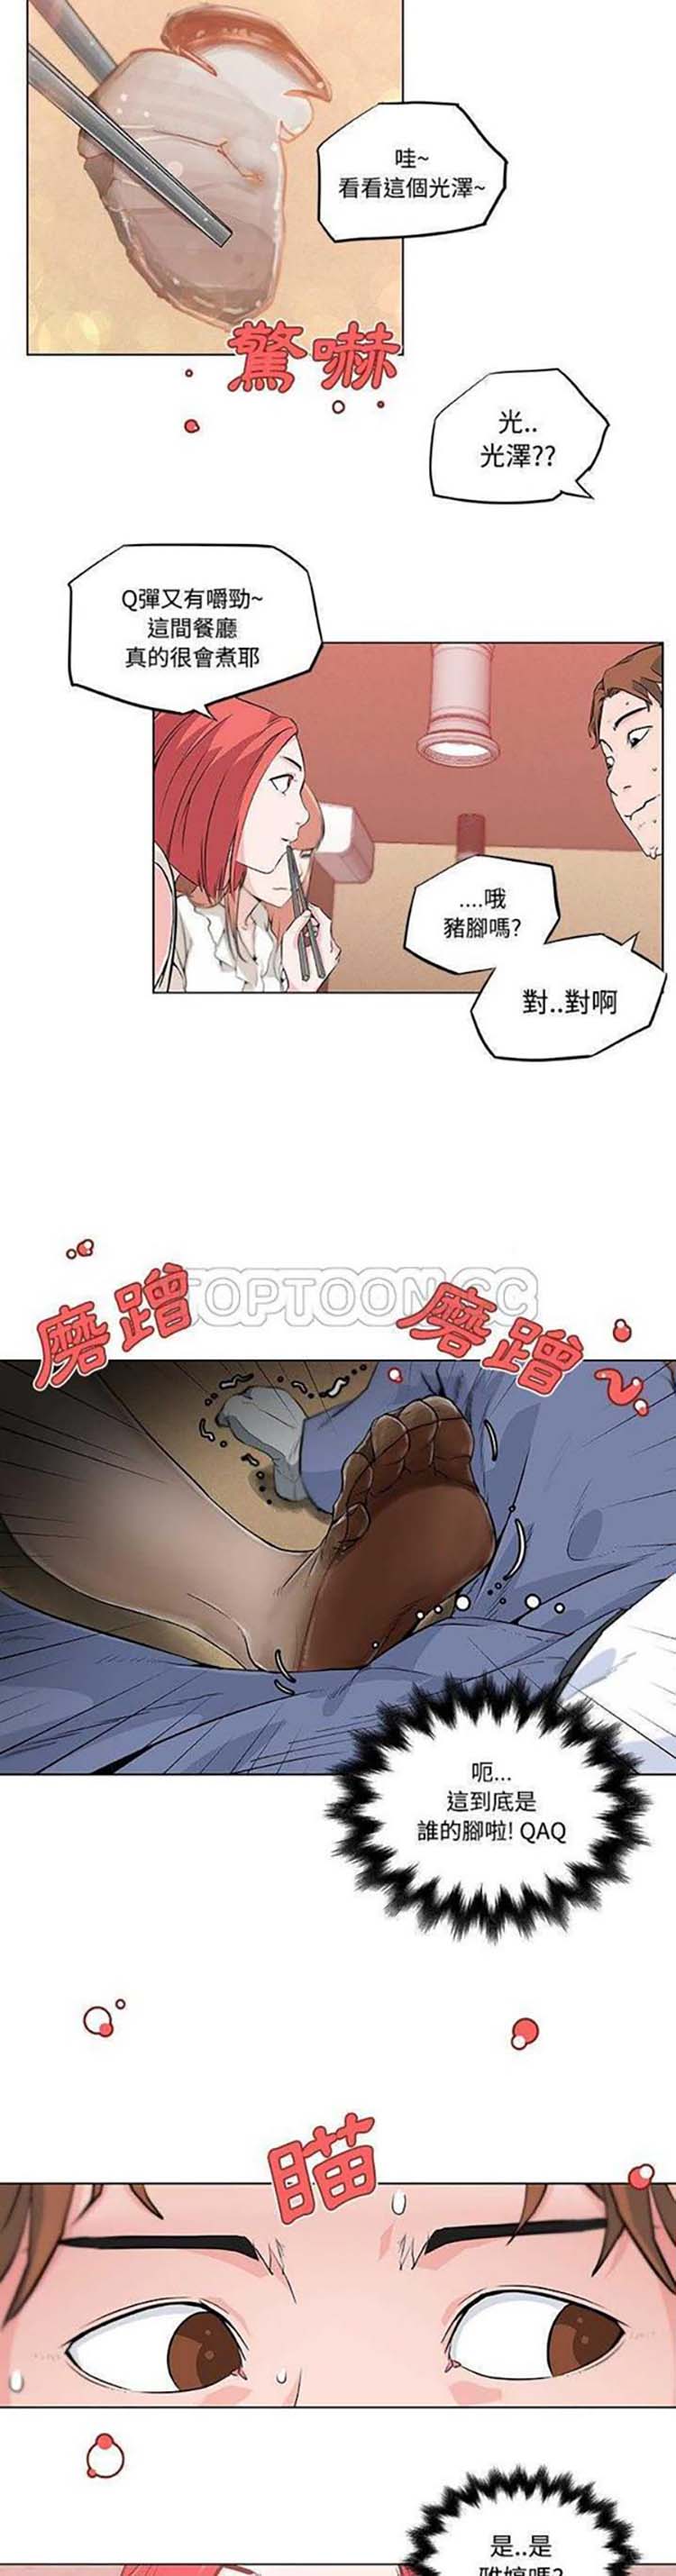 哇~
看看這個光澤~
驚嚇
光..
光澤??
Q彈又有嚼勁~
這間餐廳
真的很會煮耶
....哦
豬腳嗎?
對..對啊
TOPTOON.CC
磨蹭
磨蹭~
呃...
這到底是
誰的腳啦! QAQ
瞄
是..是